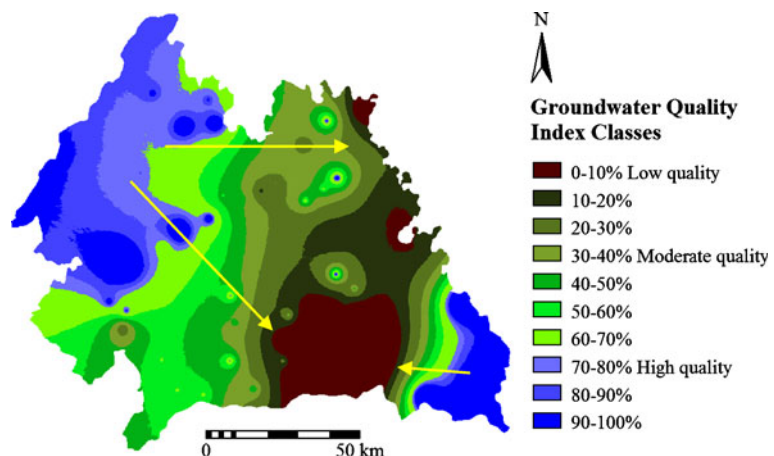 N
Groundwater Quality
Index Classes
0-10% Low quality
10-20%
20-30%
30-40% Moderate quality
40-50%
50-60%
60-70%
70-80% High quality
80-90%
90-100%
0 50 km